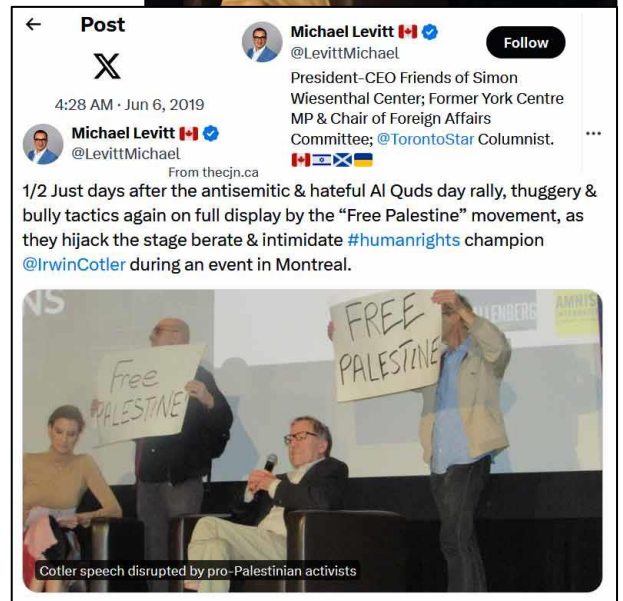 Post
X
4:28 AM · Jun 6, 2019
Michael Levitt
@LevittMichael
From thecjn.ca
Michael Levitt
@LevittMichael
Follow
President-CEO Friends of Simon
Wiesenthal Center; Former York Centre
MP & Chair of Foreign Affairs
Committee; @TorontoStar Columnist.
1/2 Just days after the antisemitic & hateful Al Quds day rally, thuggery &
bully tactics again on full display by the “Free Palestine” movement, as
they hijack the stage berate & intimidate #humanrights champion
@IrwinCotler during an event in Montreal.
NS
Free
PALESTINE
FREE
PALESTINE
LLENBERG
AMNIS
Cotler speech disrupted by pro-Palestinian activists